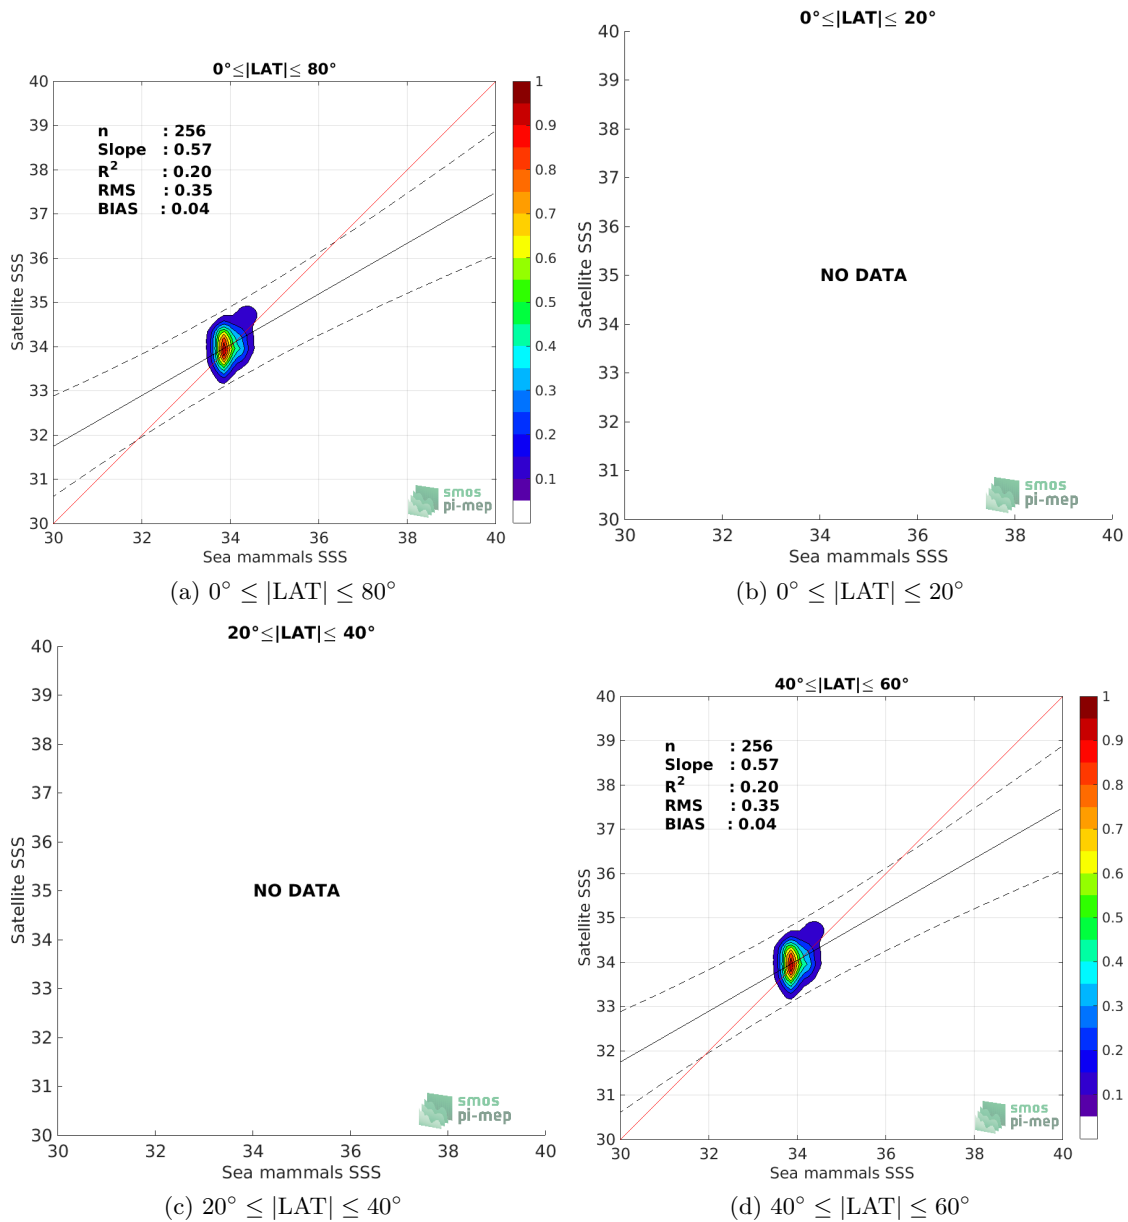 0°≤|LAT|≤ 80°
n : 256
Slope : 0.57
R² : 0.20
RMS : 0.35
BIAS : 0.04
40
39
38
37
36
35
34
33
32
31
30
Satellite SSS
30 32 34 36 38 40
Sea mammals SSS
1
0.9
0.8
0.7
0.6
0.5
0.4
0.3
0.2
0.1
smos
pi-mep
(a) 0° ≤ |LAT| ≤ 80°
0°≤|LAT|≤ 20°
40
39
38
37
36
35
34
33
32
31
30
Satellite SSS
NO DATA
smos
pi-mep
30 32 34 36 38 40
Sea mammals SSS
(b) 0° ≤ |LAT| ≤ 20°
20°≤|LAT|≤ 40°
40
39
38
37
36
35
34
33
32
31
30
Satellite SSS
NO DATA
smos
pi-mep
30 32 34 36 38 40
Sea mammals SSS
(c) 20° ≤ |LAT| ≤ 40°
40°≤|LAT|≤ 60°
n : 256
Slope : 0.57
R² : 0.20
RMS : 0.35
BIAS : 0.04
40
39
38
37
36
35
34
33
32
31
30
Satellite SSS
30 32 34 36 38 40
Sea mammals SSS
1
0.9
0.8
0.7
0.6
0.5
0.4
0.3
0.2
0.1
smos
pi-mep
(d) 40° ≤ |LAT| ≤ 60°